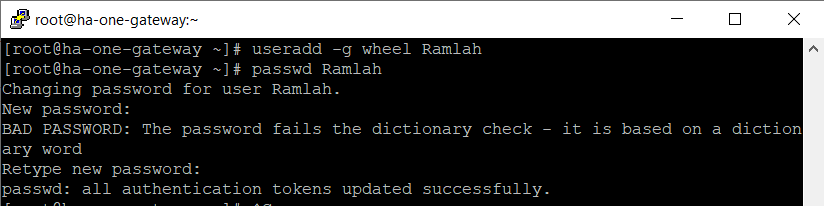 root@ha-one-gateway:~
[root@ha-one-gateway ~]# useradd -g wheel Ramlah
[root@ha-one-gateway ~]# passwd Ramlah
Changing password for user Ramlah.
New password:
BAD PASSWORD: The password fails the dictionary check - it is based on a diction
ary word
Retype new password:
passwd: all authentication tokens updated successfully.